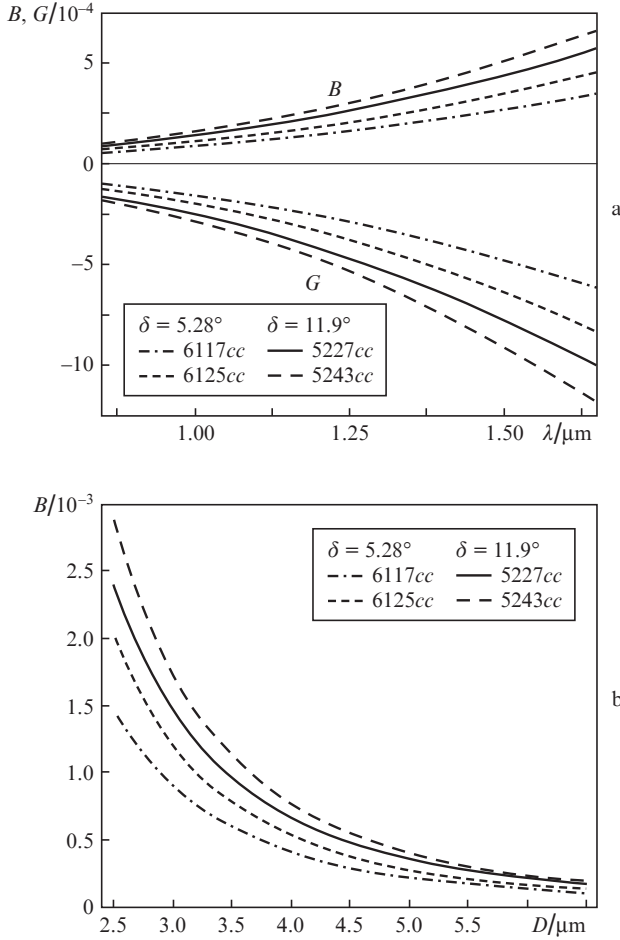 B, G/10⁻⁴
5
B
0
a
−5
G
δ = 5.28° δ = 11.9°
6117cc 5227cc
6125cc 5243cc
−10
1.00 1.25 1.50 λ/μm
B/10⁻³
δ = 5.28° δ = 11.9°
6117cc 5227cc
6125cc 5243cc
2.5
2.0
b
1.5
1.0
0.5
0
2.5 3.0 3.5 4.0 4.5 5.0 5.5 D/μm